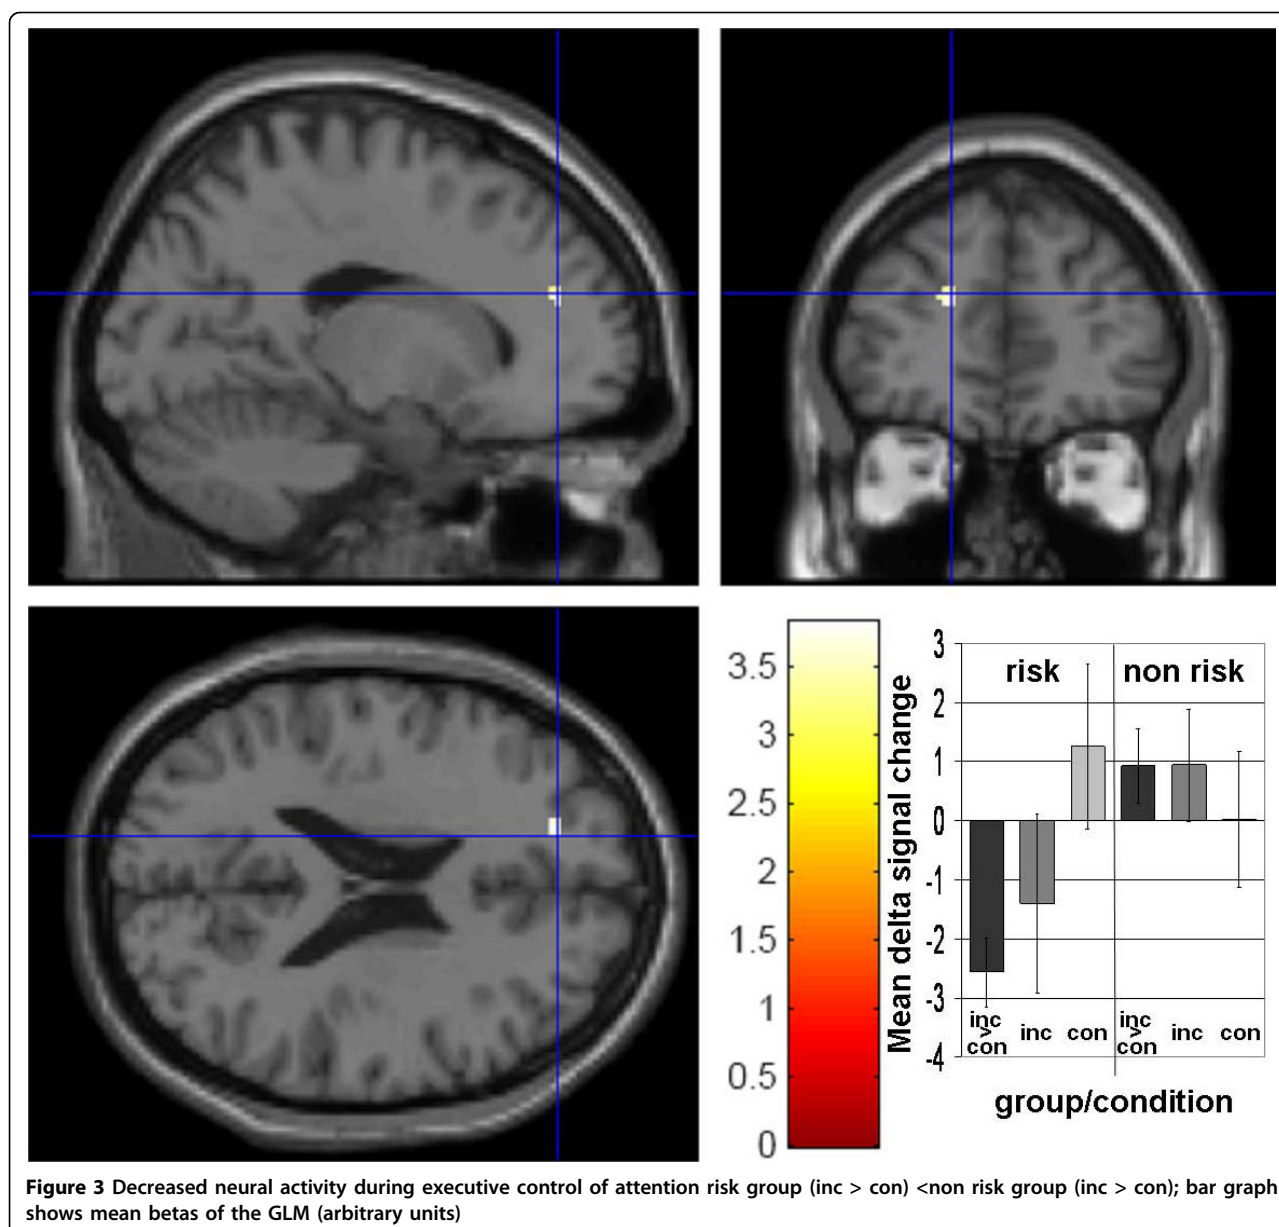 3.5
3
2.5
2
1.5
1
0.5
0
Mean delta signal change
3
2
1
0
-1
-2
-3
-4
risk non risk
inc > con inc con inc > con inc con
group/condition
Figure 3 Decreased neural activity during executive control of attention risk group (inc > con) <non risk group (inc > con); bar graph
shows mean betas of the GLM (arbitrary units)